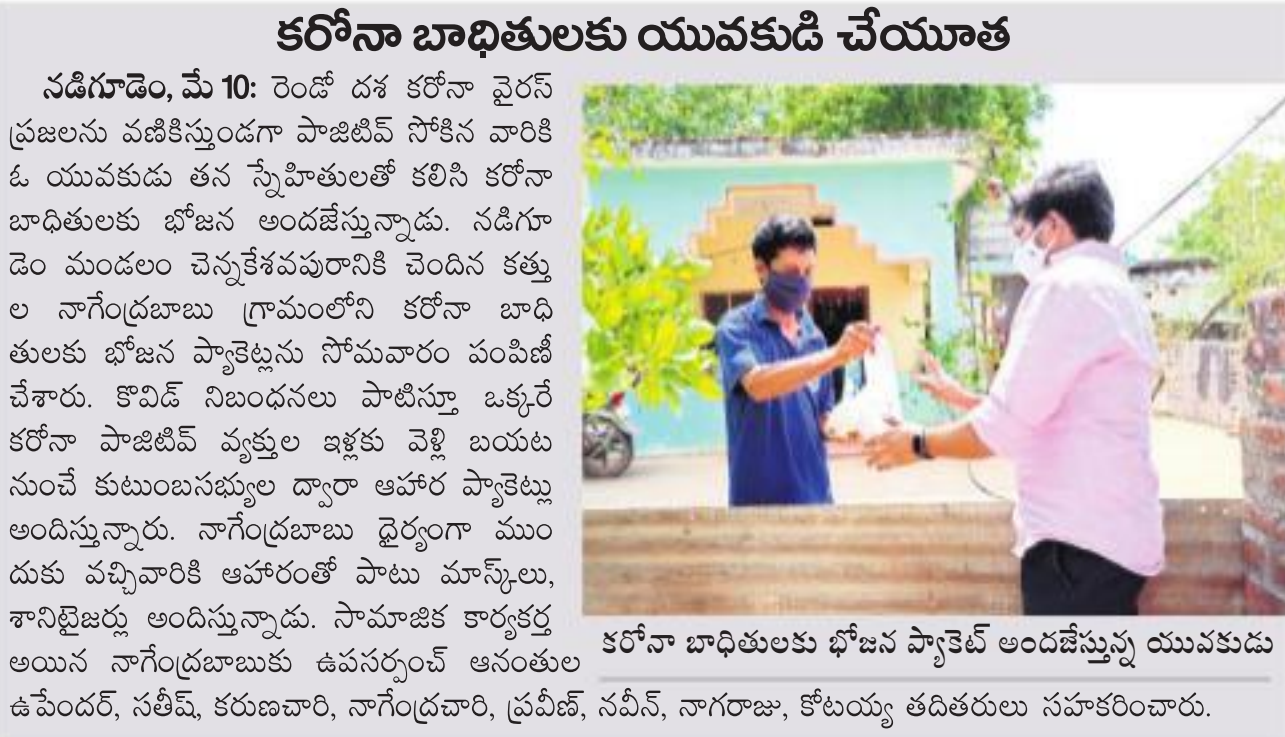 కరోనా బాధితులకు యువకుడి చేయూత
నడిగూడెం, మే 10: రెండో దశ కరోనా వైరస్
ప్రజలను వణికిస్తుండగా పాజిటివ్ సోకిన వారికి
ఓ యువకుడు తన స్నేహితులతో కలిసి కరోనా
బాధితులకు భోజన అందజేస్తున్నాడు. నడిగూ
డెం మండలం చెన్నకేశవపురానికి చెందిన కత్తు
ల నాగేంద్రబాబు గ్రామంలోని కరోనా బాధి
తులకు భోజన ప్యాకెట్లను సోమవారం పంపిణీ
చేశారు. కొవిడ్ నిబంధనలు పాటిస్తూ ఒక్కరే
కరోనా పాజిటివ్ వ్యక్తుల ఇళ్లకు వెళ్లి బయట
నుంచే కుటుంబసభ్యుల ద్వారా ఆహార ప్యాకెట్లు
అందిస్తున్నారు. నాగేంద్రబాబు ధైర్యంగా ముం
దుకు వచ్చివారికి ఆహారంతో పాటు మాస్క్‌లు,
శానిటైజర్లు అందిస్తున్నాడు. సామాజిక కార్యకర్త
అయిన నాగేంద్రబాబుకు ఉపసర్పంచ్ ఆనంతుల
ఉపేందర్, సతీష్, కరుణచారి, నాగేంద్రచారి, ప్రవీణ్, నవీన్, నాగరాజు, కోటయ్య తదితరులు సహకరించారు.
కరోనా బాధితులకు భోజన ప్యాకెట్ అందజేస్తున్న యువకుడు